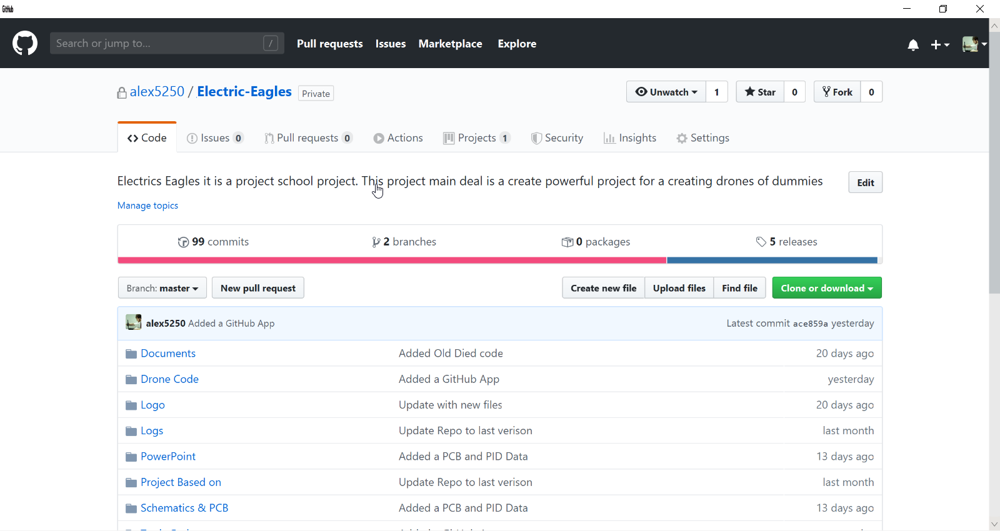 GitHub
Search or jump to... /
Pull requests Issues Marketplace Explore
alex5250 / Electric-Eagles Private
Unwatch 1 Star 0 Fork 0
Code Issues 0 Pull requests 0 Actions Projects 1 Security Insights Settings
Electrics Eagles it is a project school project. This project main deal is a create powerful project for a creating drones of dummies Edit
Manage topics
99 commits 2 branches 0 packages 5 releases
Branch: master New pull request Create new file Upload files Find file Clone or download
alex5250 Added a GitHub App Latest commit ace859a yesterday
Documents Added Old Died code 20 days ago
Drone Code Added a GitHub App yesterday
Logo Update with new files 20 days ago
Logs Update Repo to last verison last month
PowerPoint Added a PCB and PID Data 13 days ago
Project Based on Update Repo to last verison last month
Schematics & PCB Added a PCB and PID Data 13 days ago